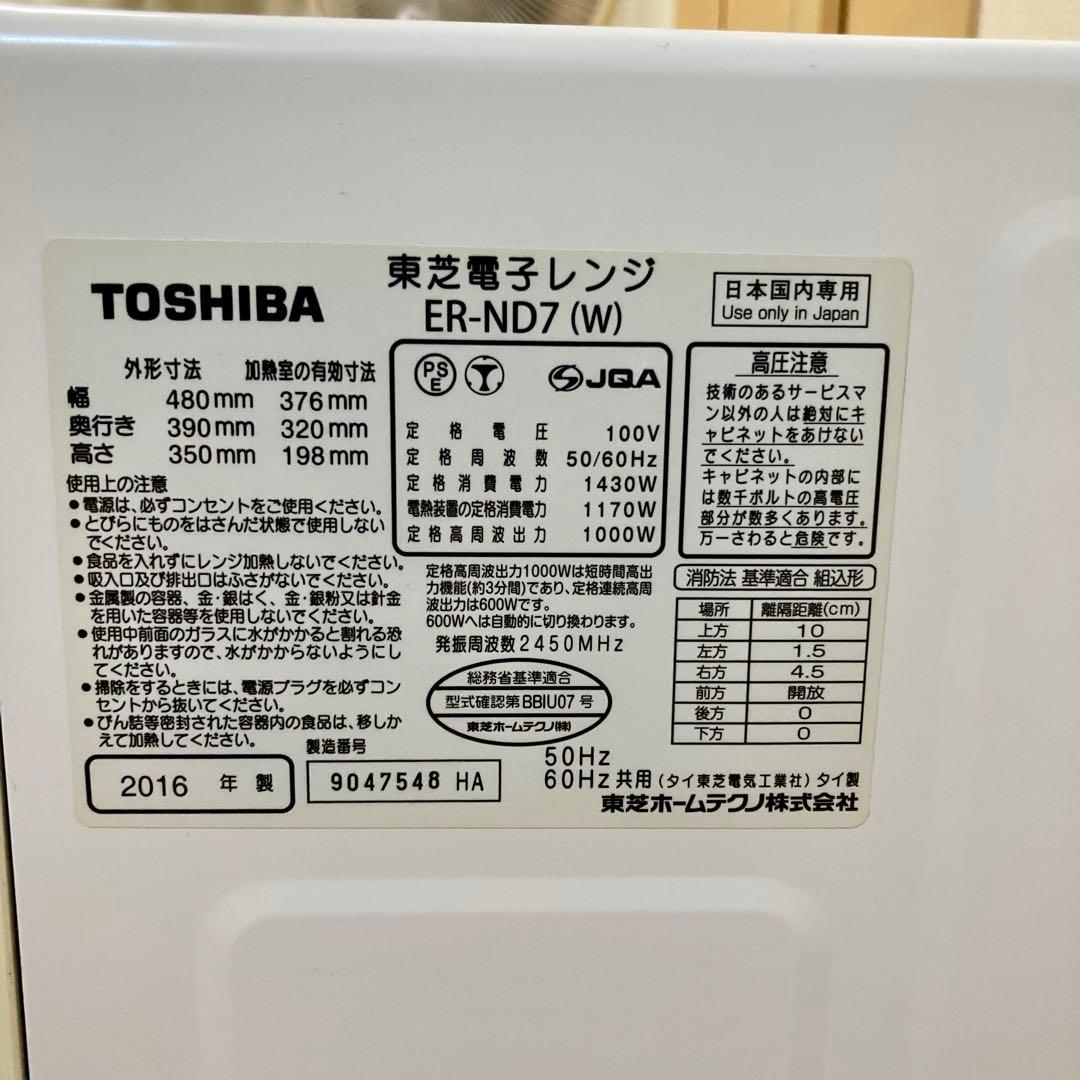 TOSHIBA
東芝電子レンジ
ER-ND7 (W)
日本国内専用
Use only in Japan
外形寸法 加熱室の有効寸法
幅 480mm 376mm
奥行き 390mm 320mm
高さ 350mm 198mm
使用上の注意
●電源は、必ずコンセントをご使用ください。
●とびらにものをはさんだ状態で使用しない
でください。
●食品を入れずにレンジ加熱しないでください。
●吸入口及び排出口はふさがないでください。
●金属製の容器、金・銀はく、金・銀粉又は針金
を用いた容器等を使用しないでください。
●使用中前面のガラスに水がかかると割れる恐
れがありますので、水がかからないようにし
てください。
●掃除をするときには、電源プラグを必ずコン
セントから抜いてください。
●びん詰等密封された容器内の食品は、移しか
えて加熱してください。
2016 年製
製造番号
9047548 HA
PS
E
JQA
定格電圧 100V
定格周波数 50/60Hz
定格消費電力 1430W
電熱装置の定格消費電力 1170W
定格高周波出力 1000W
定格高周波出力1000Wは短時間高出
力機能(約3分間)であり、定格連続高周
波出力は600Wです。
600Wへは自動的に切り換わります。
発振周波数2450MHz
総務省基準適合
型式確認第BBIU07号
東芝ホームテクノ(株)
高圧注意
技術のあるサービスマ
ン以外の人は絶対にキ
ャビネットをあけない
でください。
キャビネットの内部に
は数千ボルトの高電圧
部分が数多くあります。
万一さわると危険です。
消防法 基準適合 組込形
場所 離隔距離(cm)
上方 10
左方 1.5
右方 4.5
前方 開放
後方 0
下方 0
50Hz
60Hz共用(タイ東芝電気工業社)タイ製
東芝ホームテクノ株式会社